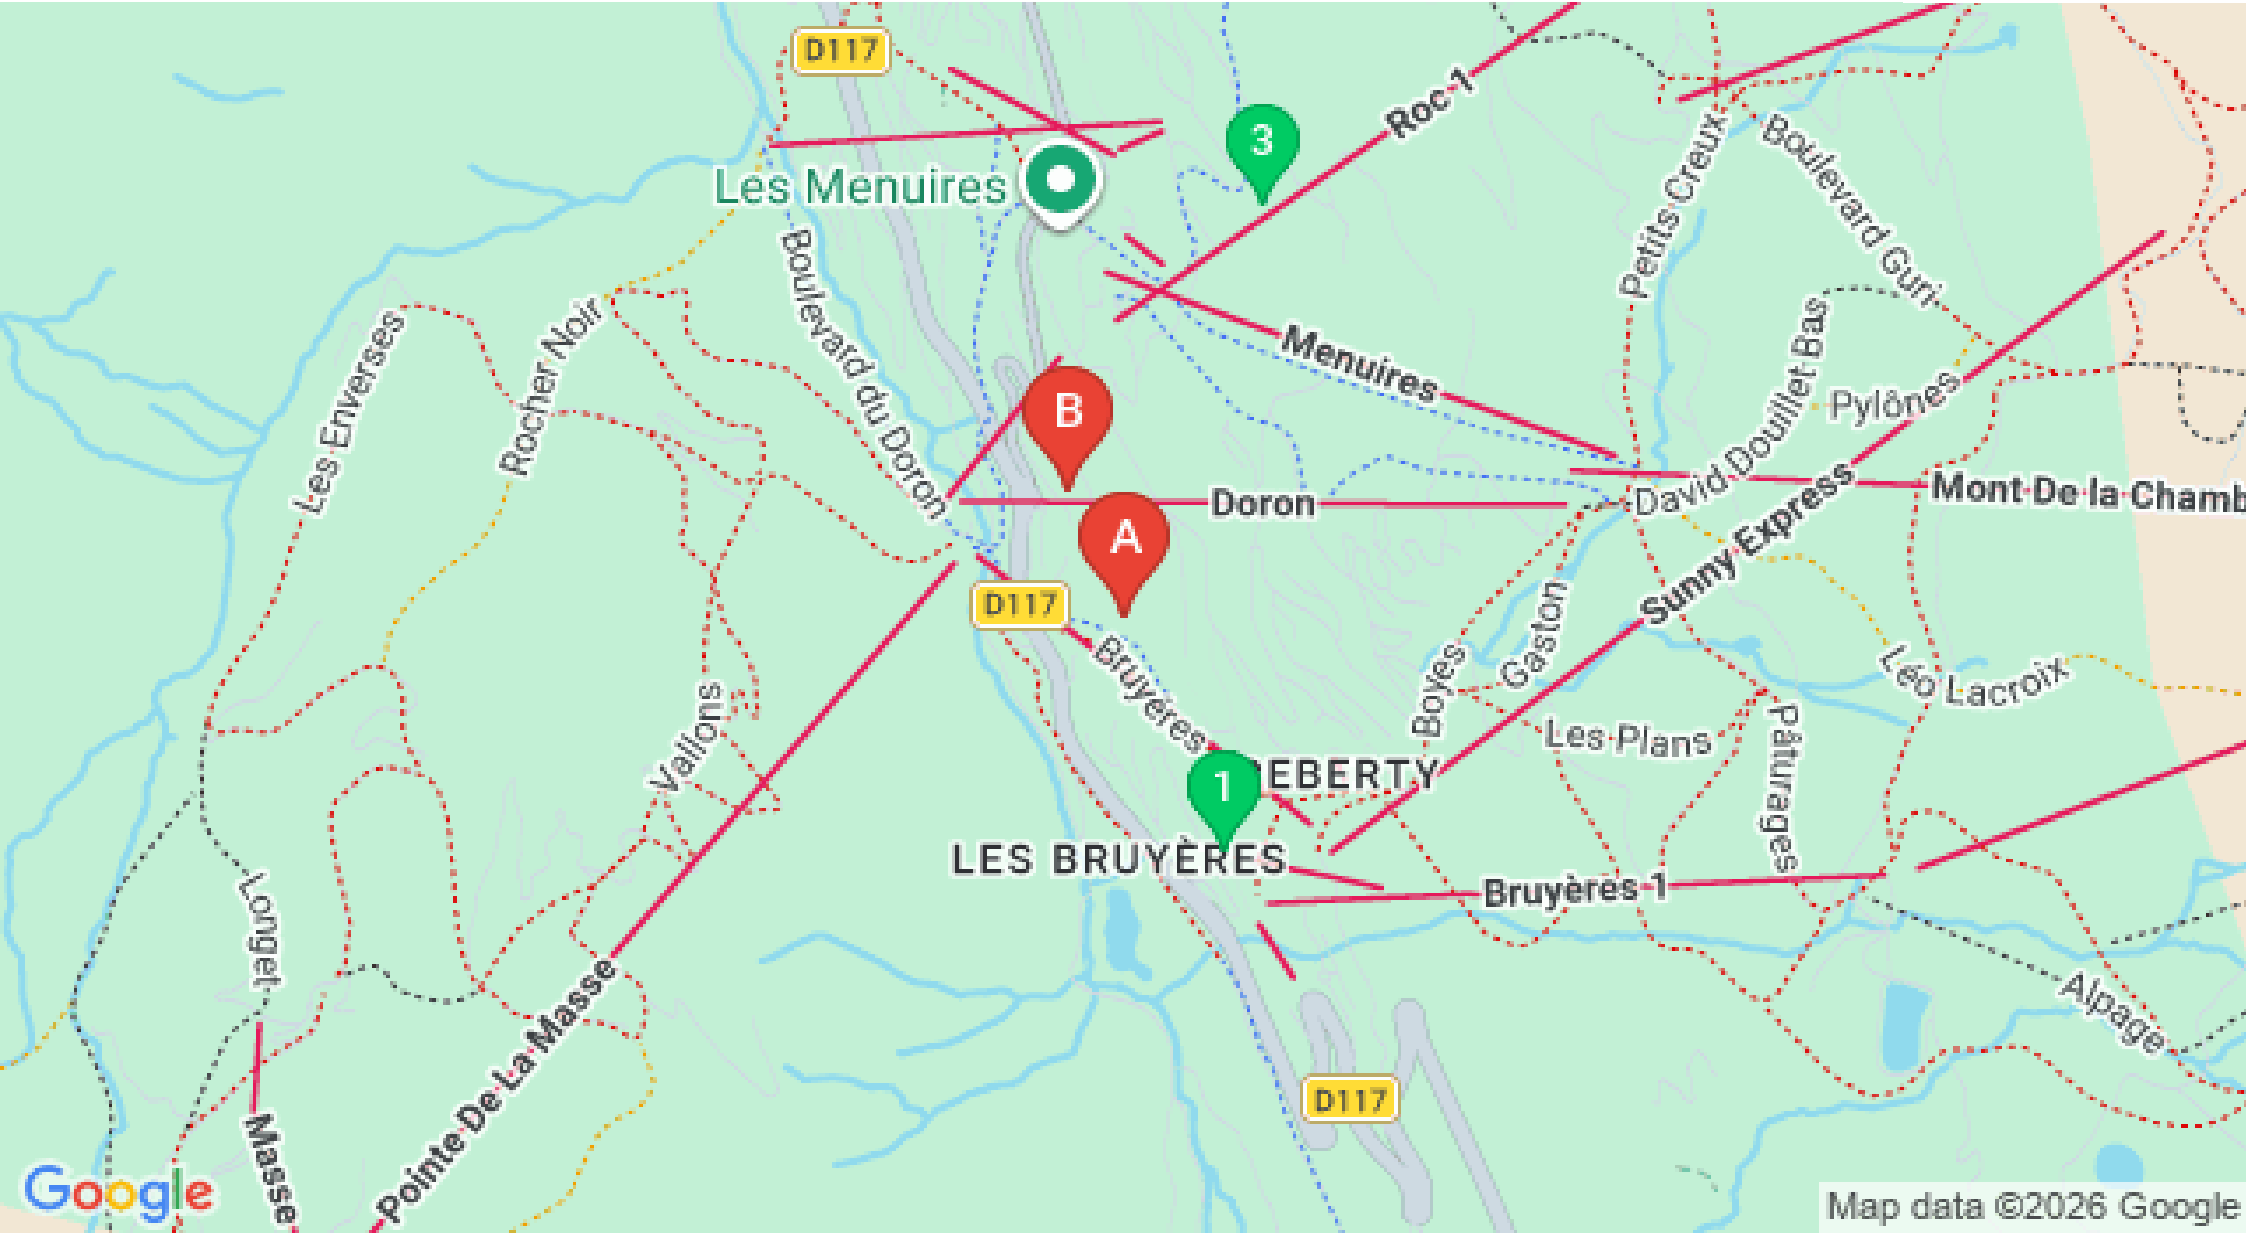 D117
Roc 1
3
Petits Creux
Boulevard Guri
Les Menuires
Boulevard du Doron
Les Enverses
Rocher Noir
Menuires
David Douillet Bas
Pylônes
B
Doron
Mont De la Chamb
A
Sunny Express
D117
Bruyères
Gaston
Boyes
Léo Lacroix
Vallons
Les Plans
Pâturages
1
EBERTY
LES BRUYÈRES
Bruyères 1
Longet
Alpage
Pointe De La Masse
D117
Masse
Google
Map data ©2026 Google